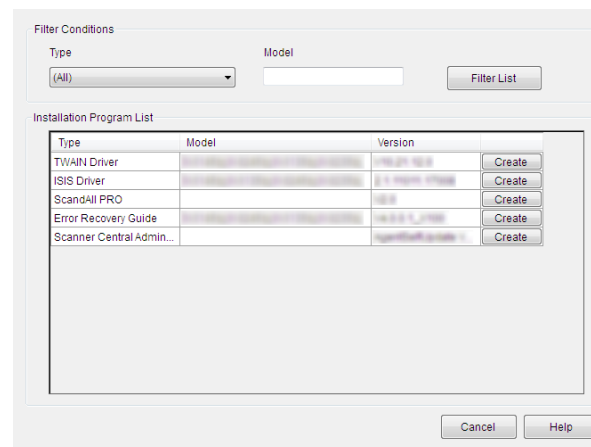 Filter Conditions
Type Model
(All) Filter List
Installation Program List
Type Model Version
TWAIN Driver Create
ISIS Driver Create
ScandAll PRO Create
Error Recovery Guide Create
Scanner Central Admin... Create
Cancel Help